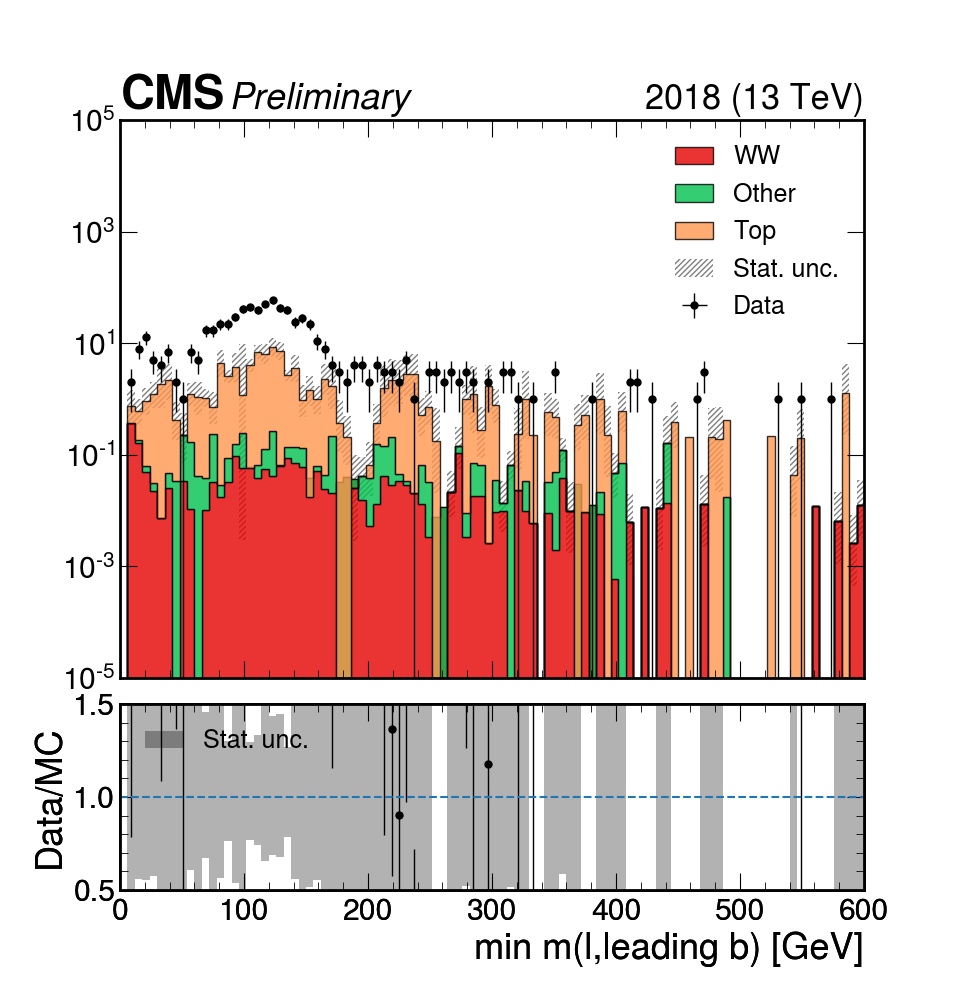 CMS Preliminary 2018 (13 TeV)
10^5
10^3
10^1
10^-1
10^-3
10^-5
WW
Other
Top
Stat. unc.
Data
1.5
1.0
0.5
Data/MC
Stat. unc.
0 100 200 300 400 500 600
min m(l,leading b) [GeV]